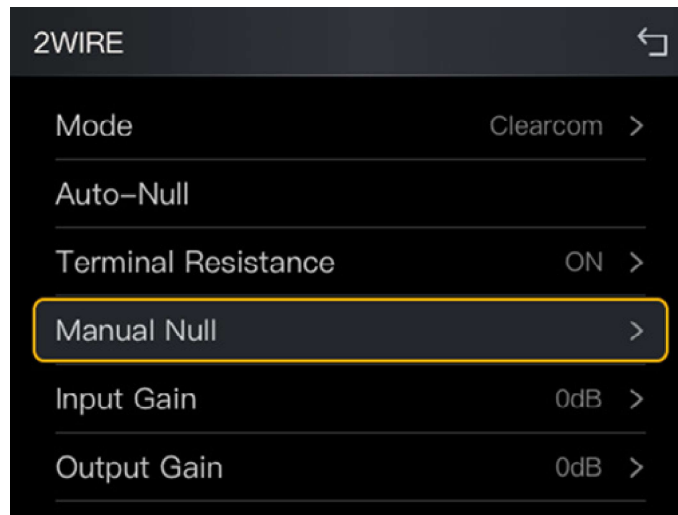 2WIRE
Mode Clearcom >
Auto-Null
Terminal Resistance ON >
Manual Null >
Input Gain 0dB >
Output Gain 0dB >